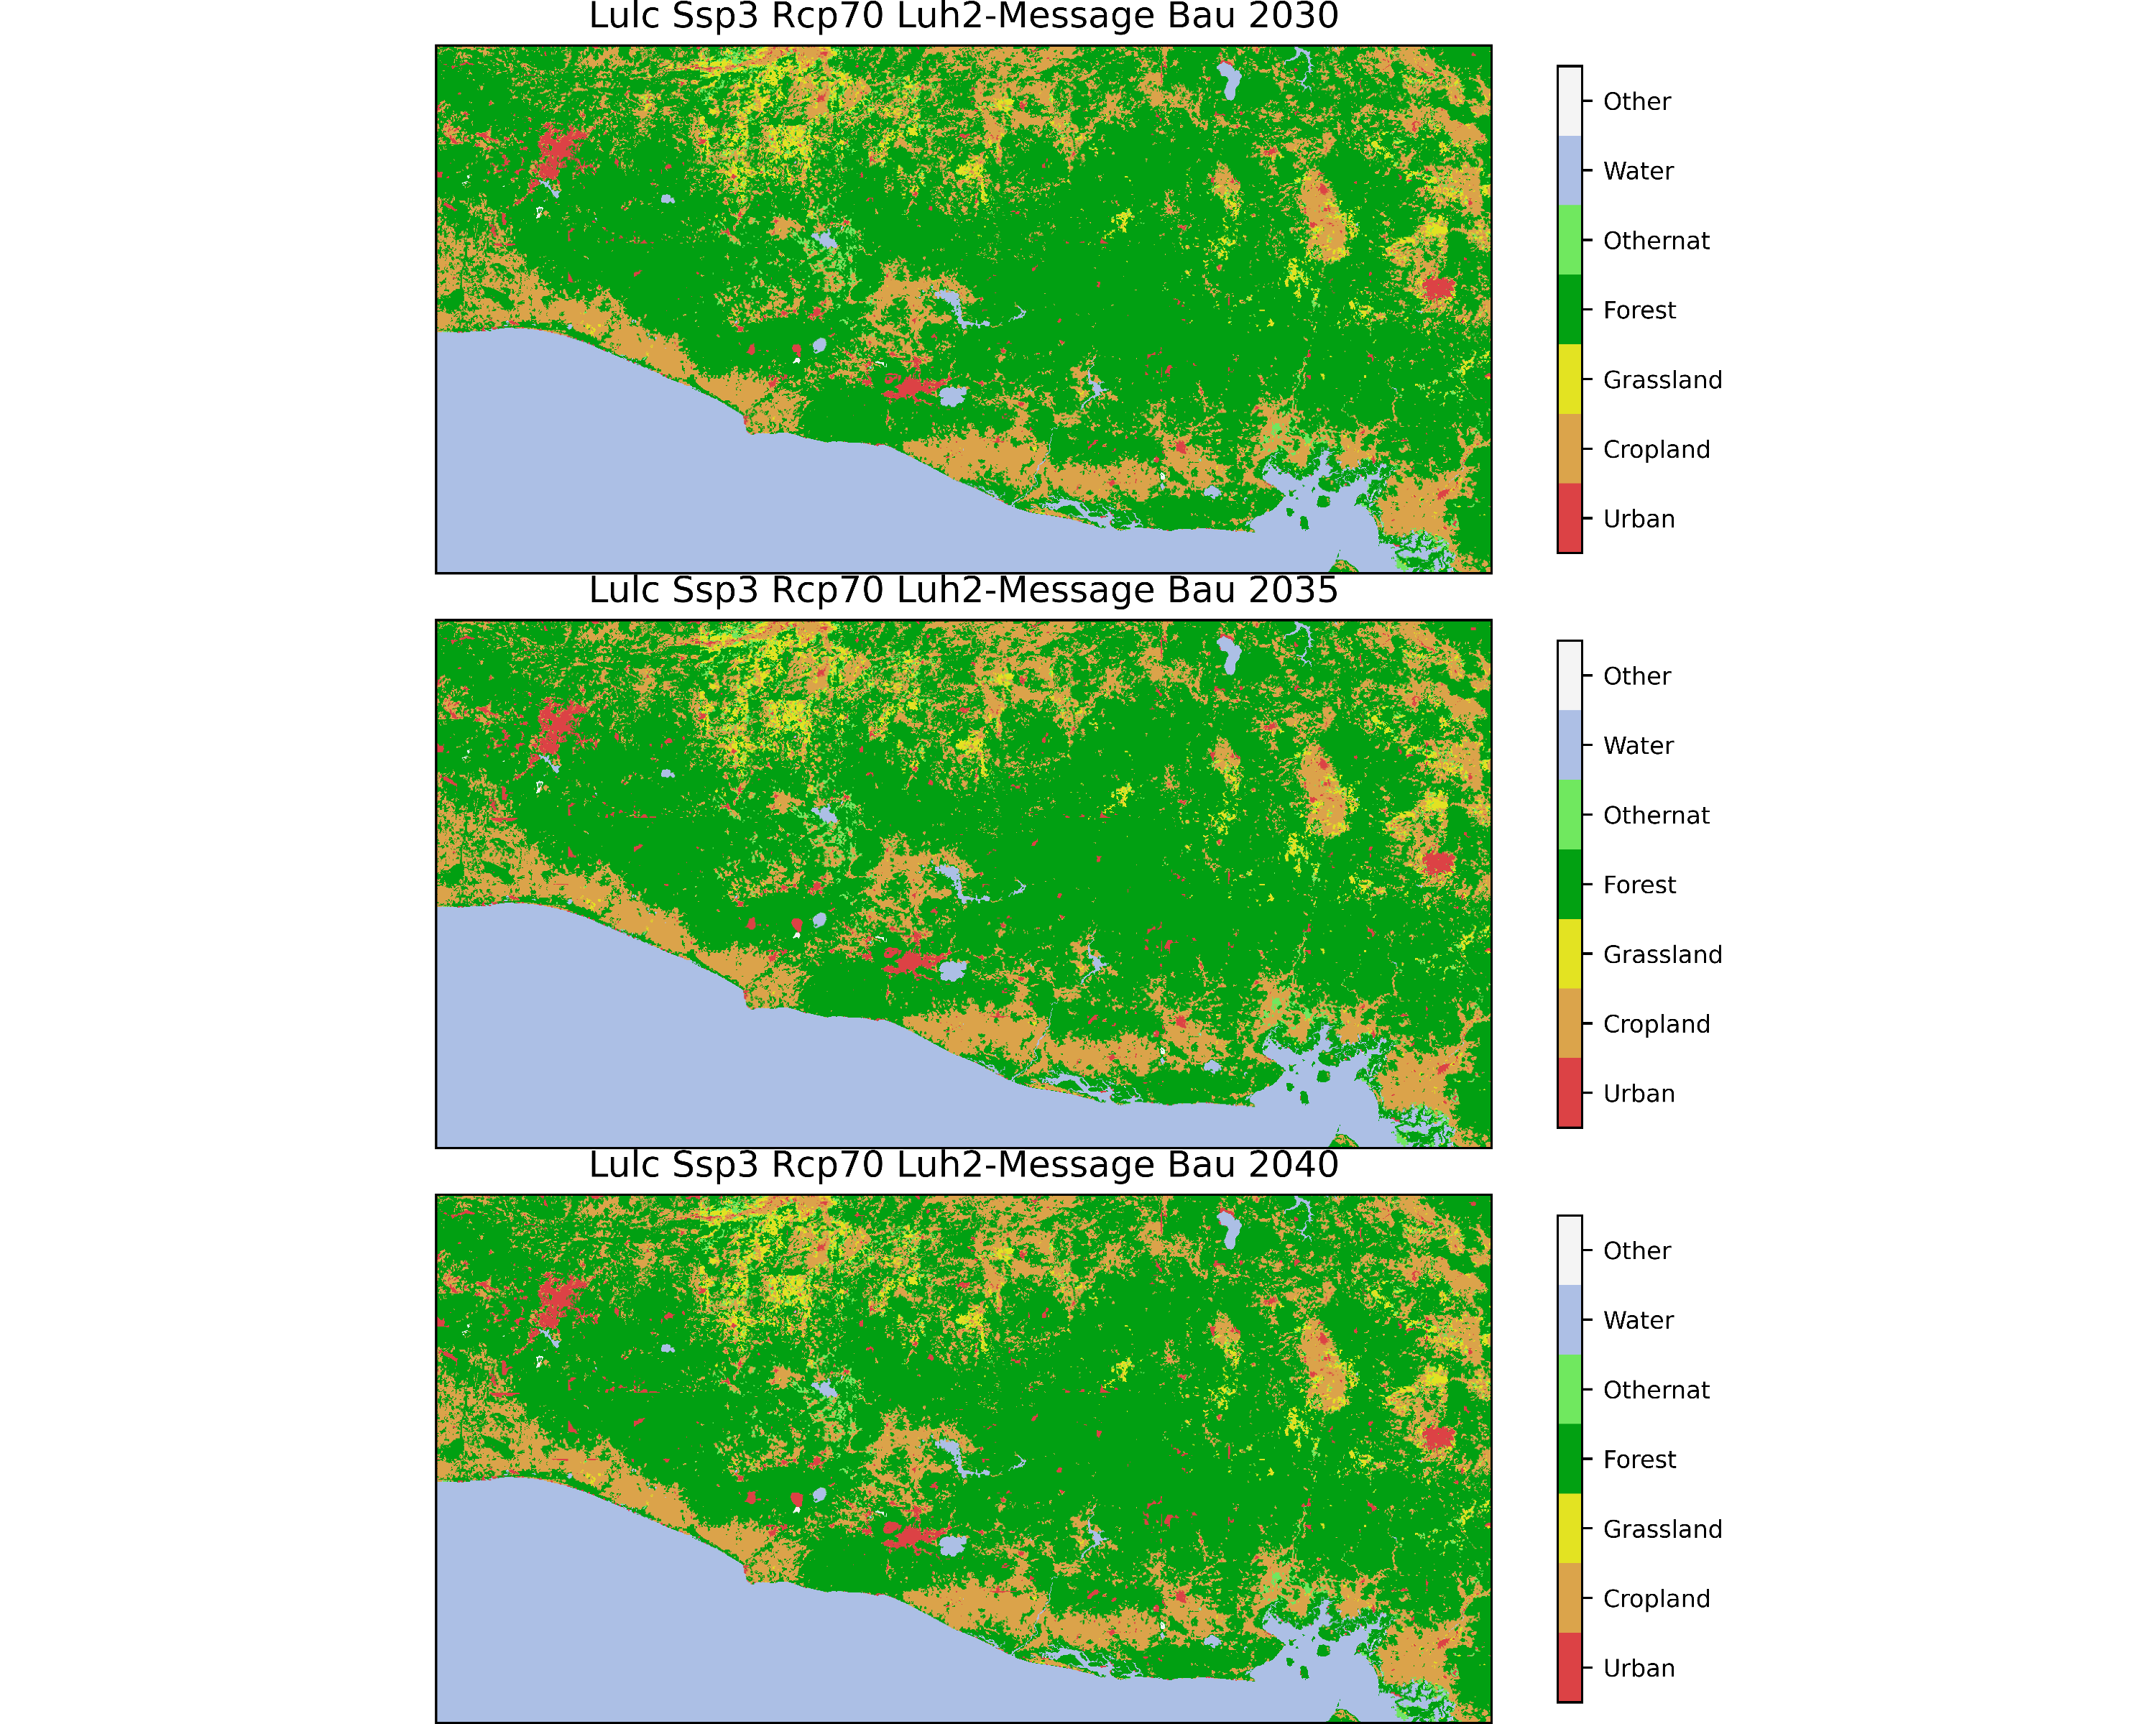 Lulc Ssp3 Rcp70 Luh2-Message Bau 2030
Other
Water
Othernat
Forest
Grassland
Cropland
Urban
Lulc Ssp3 Rcp70 Luh2-Message Bau 2035
Other
Water
Othernat
Forest
Grassland
Cropland
Urban
Lulc Ssp3 Rcp70 Luh2-Message Bau 2040
Other
Water
Othernat
Forest
Grassland
Cropland
Urban